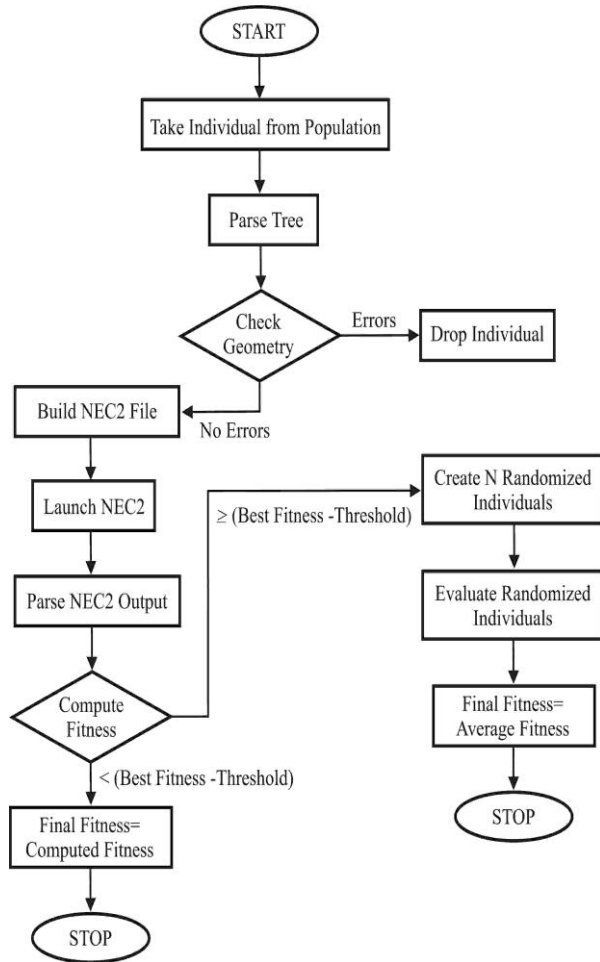 START
Take Individual from Population
Parse Tree
Check
Geometry
Errors
Drop Individual
No Errors
Build NEC2 File
Launch NEC2
Parse NEC2 Output
Compute
Fitness
≥ (Best Fitness -Threshold)
Create N Randomized
Individuals
Evaluate Randomized
Individuals
Final Fitness=
Average Fitness
STOP
< (Best Fitness -Threshold)
Final Fitness=
Computed Fitness
STOP